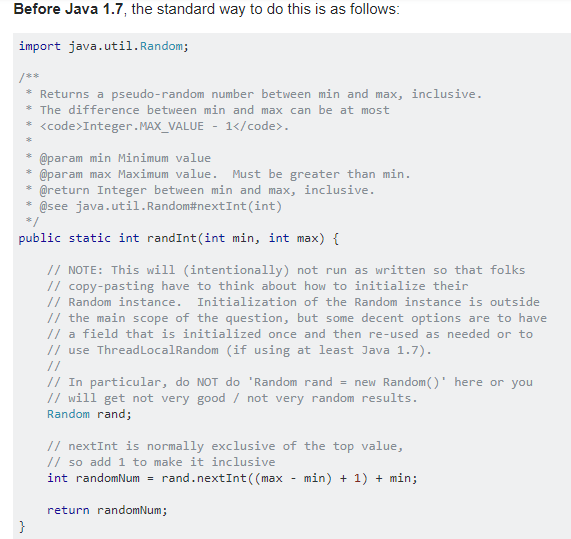 Before Java 1.7, the standard way to do this is as follows:
import java.util.Random;
/**
 * Returns a pseudo-random number between min and max, inclusive.
 * The difference between min and max can be at most
 * <code>Integer.MAX_VALUE - 1</code>.
 *
 * @param min Minimum value
 * @param max Maximum value.  Must be greater than min.
 * @return Integer between min and max, inclusive.
 * @see java.util.Random#nextInt(int)
 */
public static int randInt(int min, int max) {
    // NOTE: This will (intentionally) not run as written so that folks
    // copy-pasting have to think about how to initialize their
    // Random instance.  Initialization of the Random instance is outside
    // the main scope of the question, but some decent options are to have
    // a field that is initialized once and then re-used as needed or to
    // use ThreadLocalRandom (if using at least Java 1.7).
    //
    // In particular, do NOT do 'Random rand = new Random()' here or you
    // will get not very good / not very random results.
    Random rand;
    // nextInt is normally exclusive of the top value,
    // so add 1 to make it inclusive
    int randomNum = rand.nextInt((max - min) + 1) + min;
    return randomNum;
}